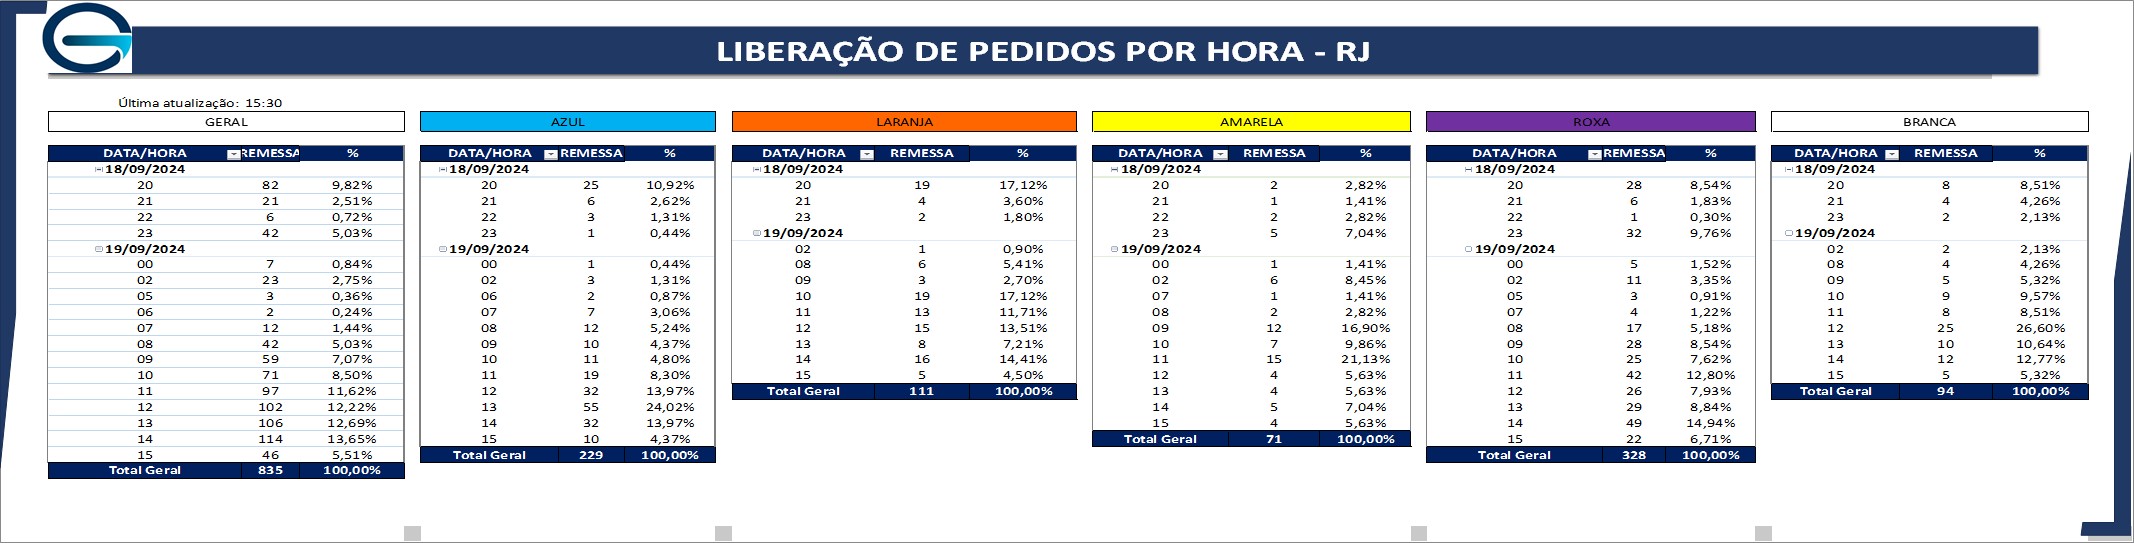 LIBERAÇÃO DE PEDIDOS POR HORA - RJ
Última atualização: 15:30
GERAL
DATA/HORA REMESSA %
18/09/2024
20 82 9,82%
21 21 2,51%
22 6 0,72%
23 42 5,03%
19/09/2024
00 7 0,84%
02 23 2,75%
05 3 0,36%
06 2 0,24%
07 12 1,44%
08 42 5,03%
09 59 7,07%
10 71 8,50%
11 97 11,62%
12 102 12,22%
13 106 12,69%
14 114 13,65%
15 46 5,51%
Total Geral 835 100,00%
AZUL
DATA/HORA REMESSA %
18/09/2024
20 25 10,92%
21 6 2,62%
22 3 1,31%
23 1 0,44%
19/09/2024
00 1 0,44%
02 3 1,31%
06 2 0,87%
07 7 3,06%
08 12 5,24%
09 10 4,37%
10 11 4,80%
11 19 8,30%
12 32 13,97%
13 55 24,02%
14 32 13,97%
15 10 4,37%
Total Geral 229 100,00%
LARANJA
DATA/HORA REMESSA %
18/09/2024
20 19 17,12%
21 4 3,60%
23 2 1,80%
19/09/2024
02 1 0,90%
08 6 5,41%
09 3 2,70%
10 19 17,12%
11 13 11,71%
12 15 13,51%
13 8 7,21%
14 16 14,41%
15 5 4,50%
Total Geral 111 100,00%
AMARELA
DATA/HORA REMESSA %
18/09/2024
20 2 2,82%
21 1 1,41%
22 2 2,82%
23 5 7,04%
19/09/2024
00 1 1,41%
02 6 8,45%
07 1 1,41%
08 2 2,82%
09 12 16,90%
10 7 9,86%
11 15 21,13%
12 4 5,63%
13 4 5,63%
14 5 7,04%
15 4 5,63%
Total Geral 71 100,00%
ROXA
DATA/HORA REMESSA %
18/09/2024
20 28 8,54%
21 6 1,83%
22 1 0,30%
23 32 9,76%
19/09/2024
00 5 1,52%
02 11 3,35%
05 3 0,91%
07 4 1,22%
08 17 5,18%
09 28 8,54%
10 25 7,62%
11 42 12,80%
12 26 7,93%
13 29 8,84%
14 49 14,94%
15 22 6,71%
Total Geral 328 100,00%
BRANCA
DATA/HORA REMESSA %
18/09/2024
20 8 8,51%
21 4 4,26%
23 2 2,13%
19/09/2024
02 2 2,13%
08 4 4,26%
09 5 5,32%
10 9 9,57%
11 8 8,51%
12 25 26,60%
13 10 10,64%
14 12 12,77%
15 5 5,32%
Total Geral 94 100,00%